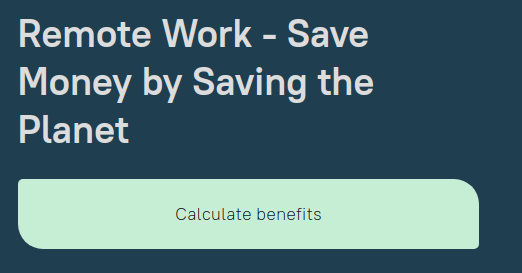 Remote Work - Save
Money by Saving the
Planet
Calculate benefits